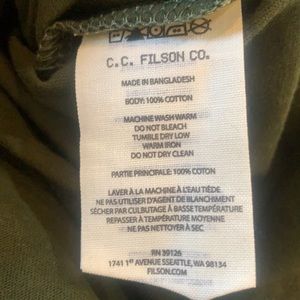 C.C. FILSON CO.
MADE IN BANGLADESH
BODY: 100% COTTON
MACHINE WASH WARM
DO NOT BLEACH
TUMBLE DRY LOW
WARM IRON
DO NOT DRY CLEAN
PARTIE PRINCIPALE: 100% COTON
LAVER À LA MACHINE À L'EAU TIÈDE
NE PAS UTILISER D'AGENT DE BLANCHIMENT
SÉCHER PAR CULBUTAGE À BASSE TEMPÉRATURE
REPASSER À TEMPÉRATURE MOYENNE
NE PAS NETTOYER À SEC
RN 39126
1741 1ST AVENUE SSEATTLE, WA 98134
FILSON.COM